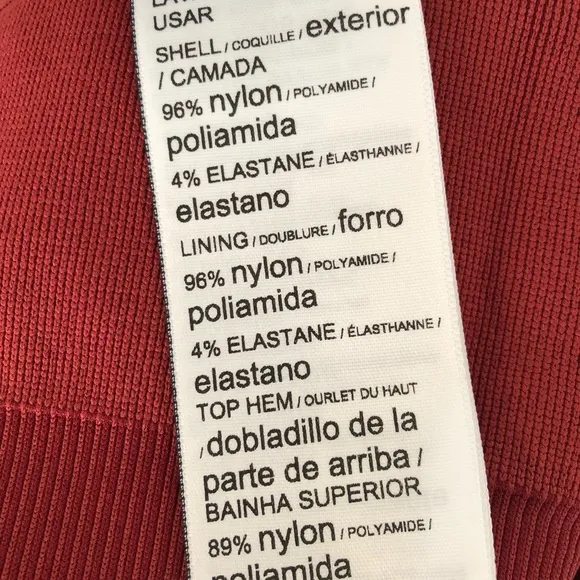 USAR
SHELL / COQUILLE / exterior
/ CAMADA
96% nylon / POLYAMIDE /
poliamida
4% ELASTANE / ÉLASTHANNE /
elastano
LINING / DOUBLURE / forro
96% nylon / POLYAMIDE /
poliamida
4% ELASTANE / ÉLASTHANNE /
elastano
TOP HEM / OURLET DU HAUT
/ dobladillo de la
parte de arriba /
BAINHA SUPERIOR
89% nylon / POLYAMIDE /
poliamida